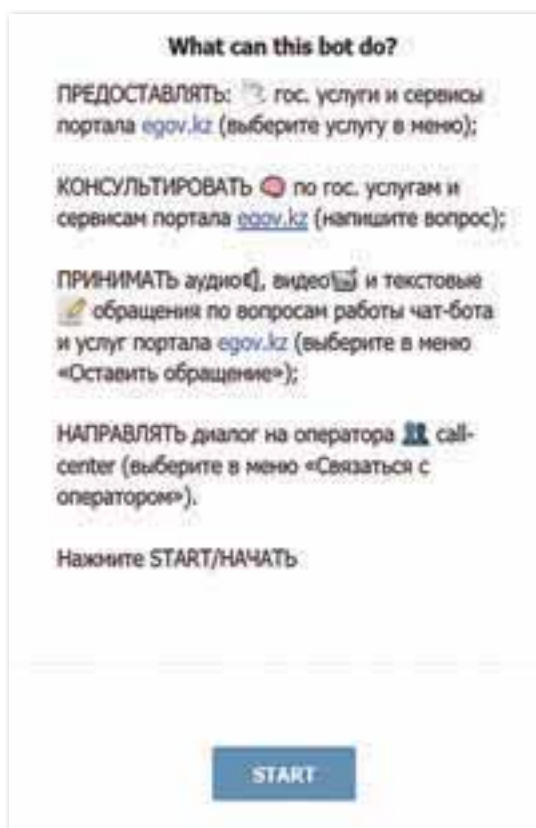 What can this bot do?
ПРЕДОСТАВЛЯТЬ: гос. услуги и сервисы
портала egov.kz (выберите услугу в меню);
КОНСУЛЬТИРОВАТЬ 🧠 по гос. услугам и
сервисам портала egov.kz (напишите вопрос);
ПРИНИМАТЬ аудио🔈, видео📹 и текстовые
📝 обращения по вопросам работы чат-бота
и услуг портала egov.kz (выберите в меню
«Оставить обращение»);
НАПРАВЛЯТЬ диалог на оператора 👥 call-
center (выберите в меню «Связаться с
оператором»).
Нажмите START/НАЧАТЬ
START